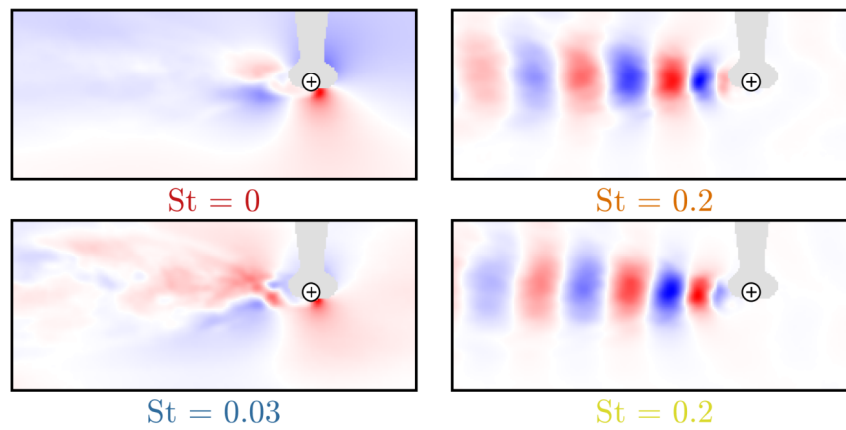 St = 0
St = 0.2
St = 0.03
St = 0.2